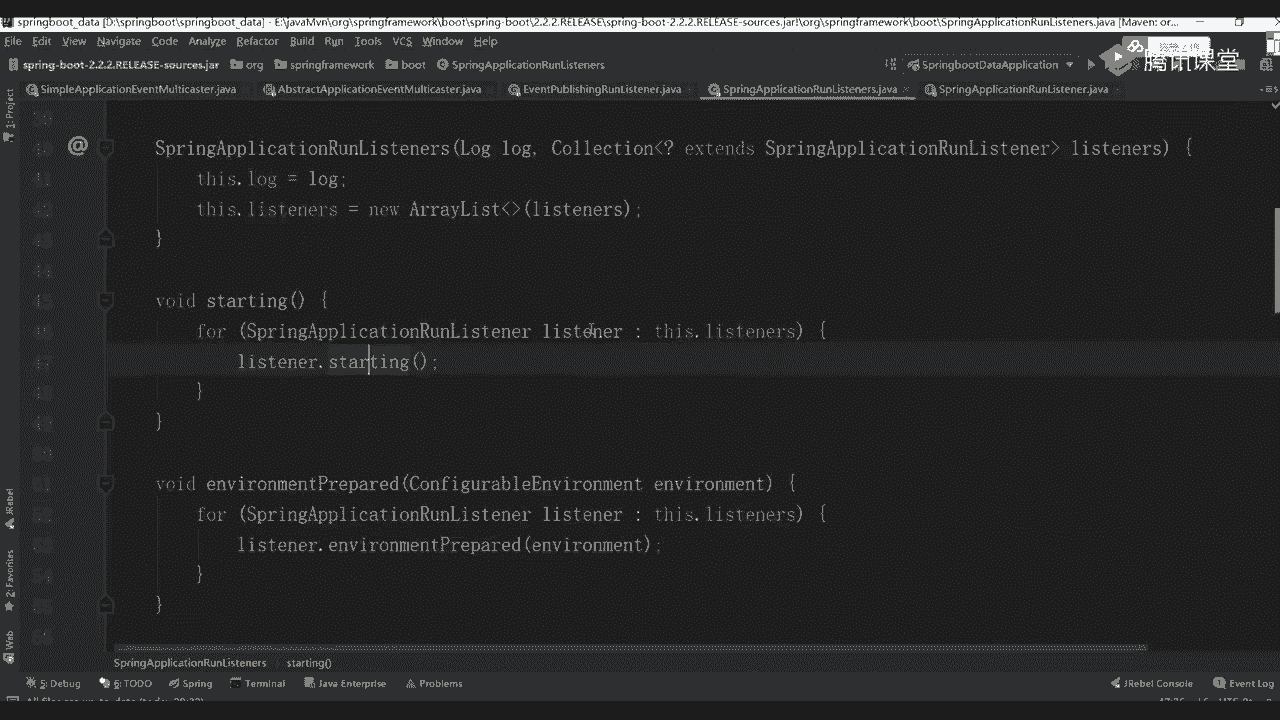 springboot_data [D:\springboot\springboot_data] - E:\javaMvn\org\springframework\boot\spring-boot\2.2.2.RELEASE\spring-boot-2.2.2.RELEASE-sources.jar!\org\springframework\boot\SpringApplicationRunListeners.java [Maven: or...
File Edit View Navigate Code Analyze Refactor Build Run Tools VCS Window Help
spring-boot-2.2.2.RELEASE-sources.jar org springframework boot SpringApplicationRunListeners SpringbootDataApplication
腾讯课堂
SimpleApplicationEventMulticaster.java AbstractApplicationEventMulticaster.java EventPublishingRunListener.java SpringApplicationRunListeners.java SpringApplicationRunListener.java
1: Project
@
SpringApplicationRunListeners(Log log, Collection<? extends SpringApplicationRunListener> listeners) {
this.log = log;
this.listeners = new ArrayList<>(listeners);
}
void starting() {
for (SpringApplicationRunListener listener : this.listeners) {
listener.starting();
}
}
void environmentPrepared(ConfigurableEnvironment environment) {
for (SpringApplicationRunListener listener : this.listeners) {
listener.environmentPrepared(environment);
}
}
JRebel
2: Favorites
Web
SpringApplicationRunListeners starting()
5: Debug 6: TODO Spring Terminal Java Enterprise Problems JRebel Console Event Log